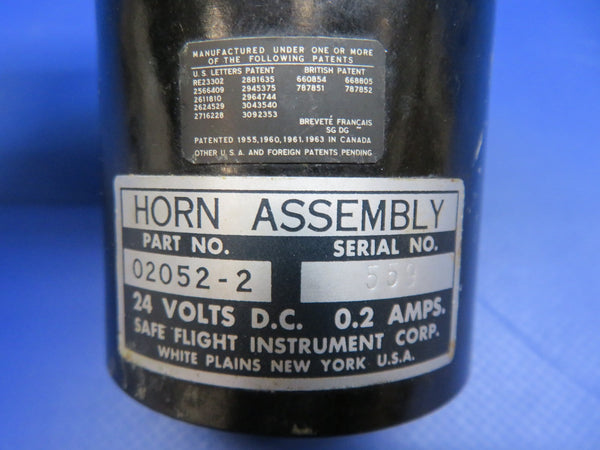 MANUFACTURED UNDER ONE OR MORE
OF THE FOLLOWING PATENTS
U.S. LETTERS PATENT BRITISH PATENT
RE23302 2881635 660854 668805
2566409 2945375 787851 787852
2611810 2964744
2624529 3043540
2716228 3092353
BREVETÉ FRANÇAIS
SG DG
PATENTED 1955,1960,1961,1963 IN CANADA
OTHER U.S.A. AND FOREIGN PATENTS PENDING
HORN ASSEMBLY
PART NO. SERIAL NO.
02052-2
24 VOLTS D.C. 0.2 AMPS.
SAFE FLIGHT INSTRUMENT CORP.
WHITE PLAINS NEW YORK U.S.A.